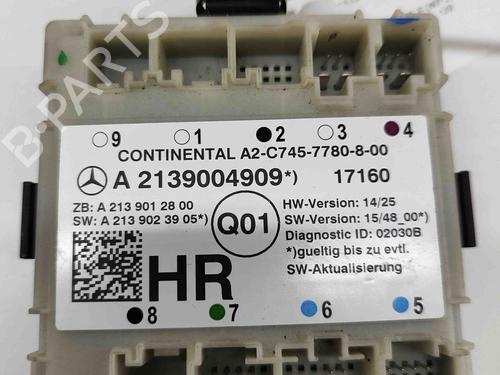 B-PARTS
9 1 2 3 4
CONTINENTAL A2-C745-7780-8-00
A 2139004909*) 17160
ZB: A 213 901 28 00 HW-Version: 14/25
SW: A 213 902 39 05*) Q01 SW-Version: 15/48_00*)
Diagnostic ID: 02030B
*)gueltig bis zu evtl.
HR SW-Aktualisierung
8 7 6 5